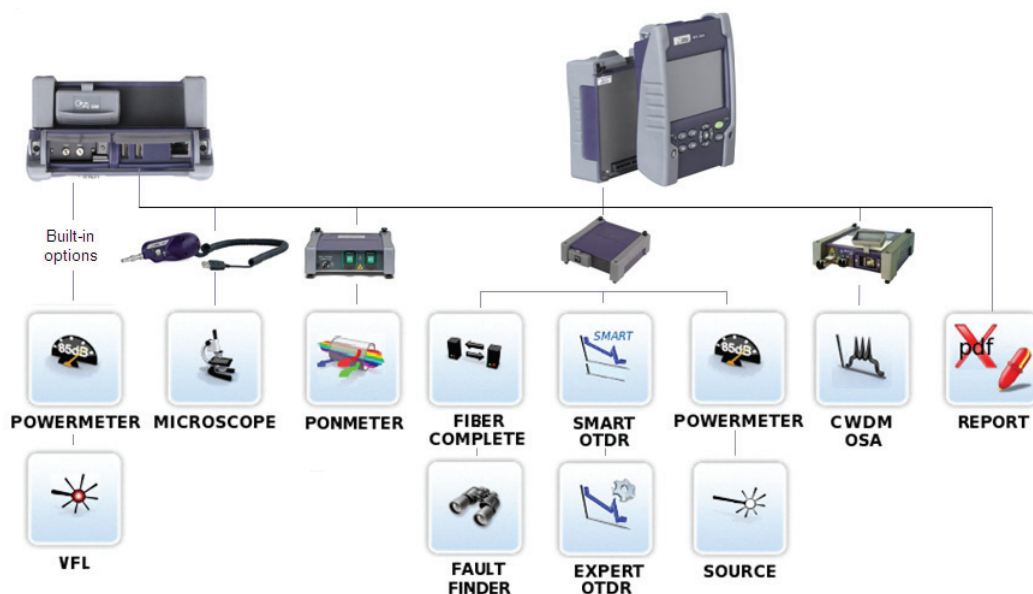 Built-in
options
85dB
SMART
85dB
pdf
POWERMETER
MICROSCOPE
PONMETER
FIBER
COMPLETE
SMART
OTDR
POWERMETER
CWDM
OSA
REPORT
VFL
FAULT
FINDER
EXPERT
OTDR
SOURCE